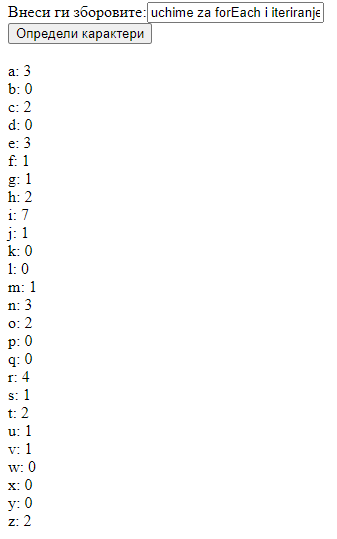 Внеси ги зборовите: uchime za forEach i iteriranje
Определи карактери
a: 3
b: 0
c: 2
d: 0
e: 3
f: 1
g: 1
h: 2
i: 7
j: 1
k: 0
l: 0
m: 1
n: 3
o: 2
p: 0
q: 0
r: 4
s: 1
t: 2
u: 1
v: 1
w: 0
x: 0
y: 0
z: 2